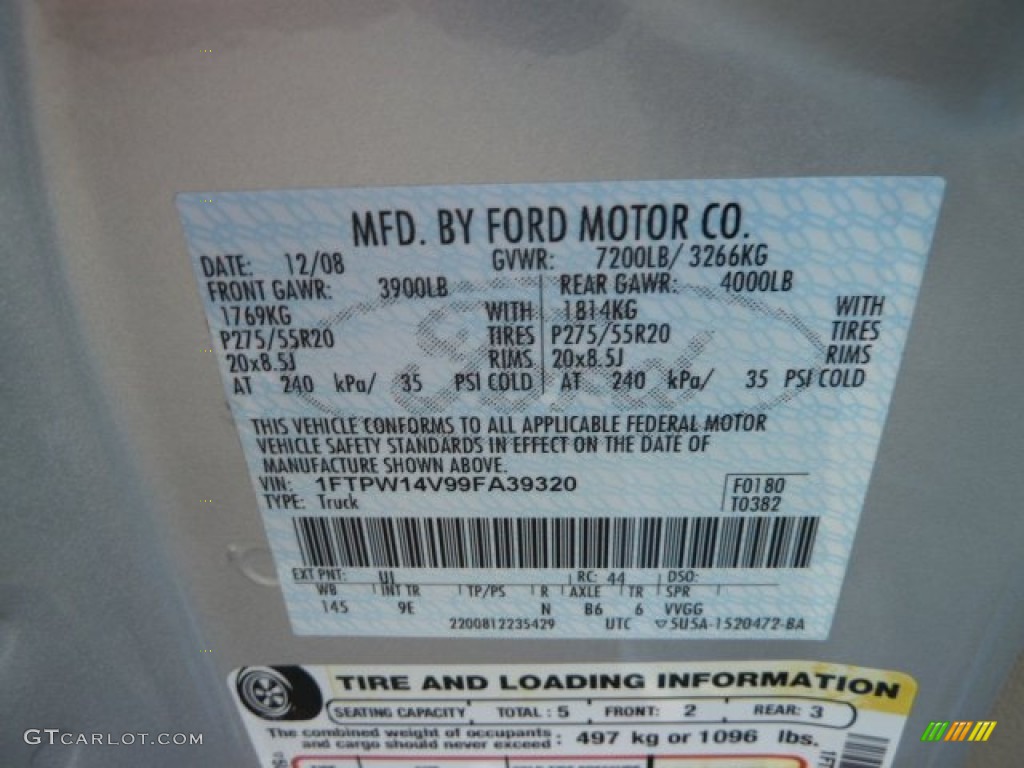 MFD. BY FORD MOTOR CO.
DATE: 12/08 GVWR: 7200LB/ 3266KG
FRONT GAWR: 3900LB REAR GAWR: 4000LB
1769KG WITH 1814KG WITH
P275/55R20 TIRES P275/55R20 TIRES
20x8.5J RIMS 20x8.5J RIMS
AT 240 kPa/ 35 PSI COLD AT 240 kPa/ 35 PSI COLD
Ford
THIS VEHICLE CONFORMS TO ALL APPLICABLE FEDERAL MOTOR
VEHICLE SAFETY STANDARDS IN EFFECT ON THE DATE OF
MANUFACTURE SHOWN ABOVE.
VIN: 1FTPW14V99FA39320 F0180
TYPE: Truck T0382
EXT PNT: UI RC: 44 DSO:
WB INT TR TP/PS R AXLE TR SPR
145 9E N B6 6 VVGG
2200812235429 UTC ▽5U5A-1520472-BA
TIRE AND LOADING INFORMATION
SEATING CAPACITY TOTAL : 5 FRONT: 2 REAR: 3
The combined weight of occupants
and cargo should never exceed : 497 kg or 1096 lbs.
GTCarlot.com